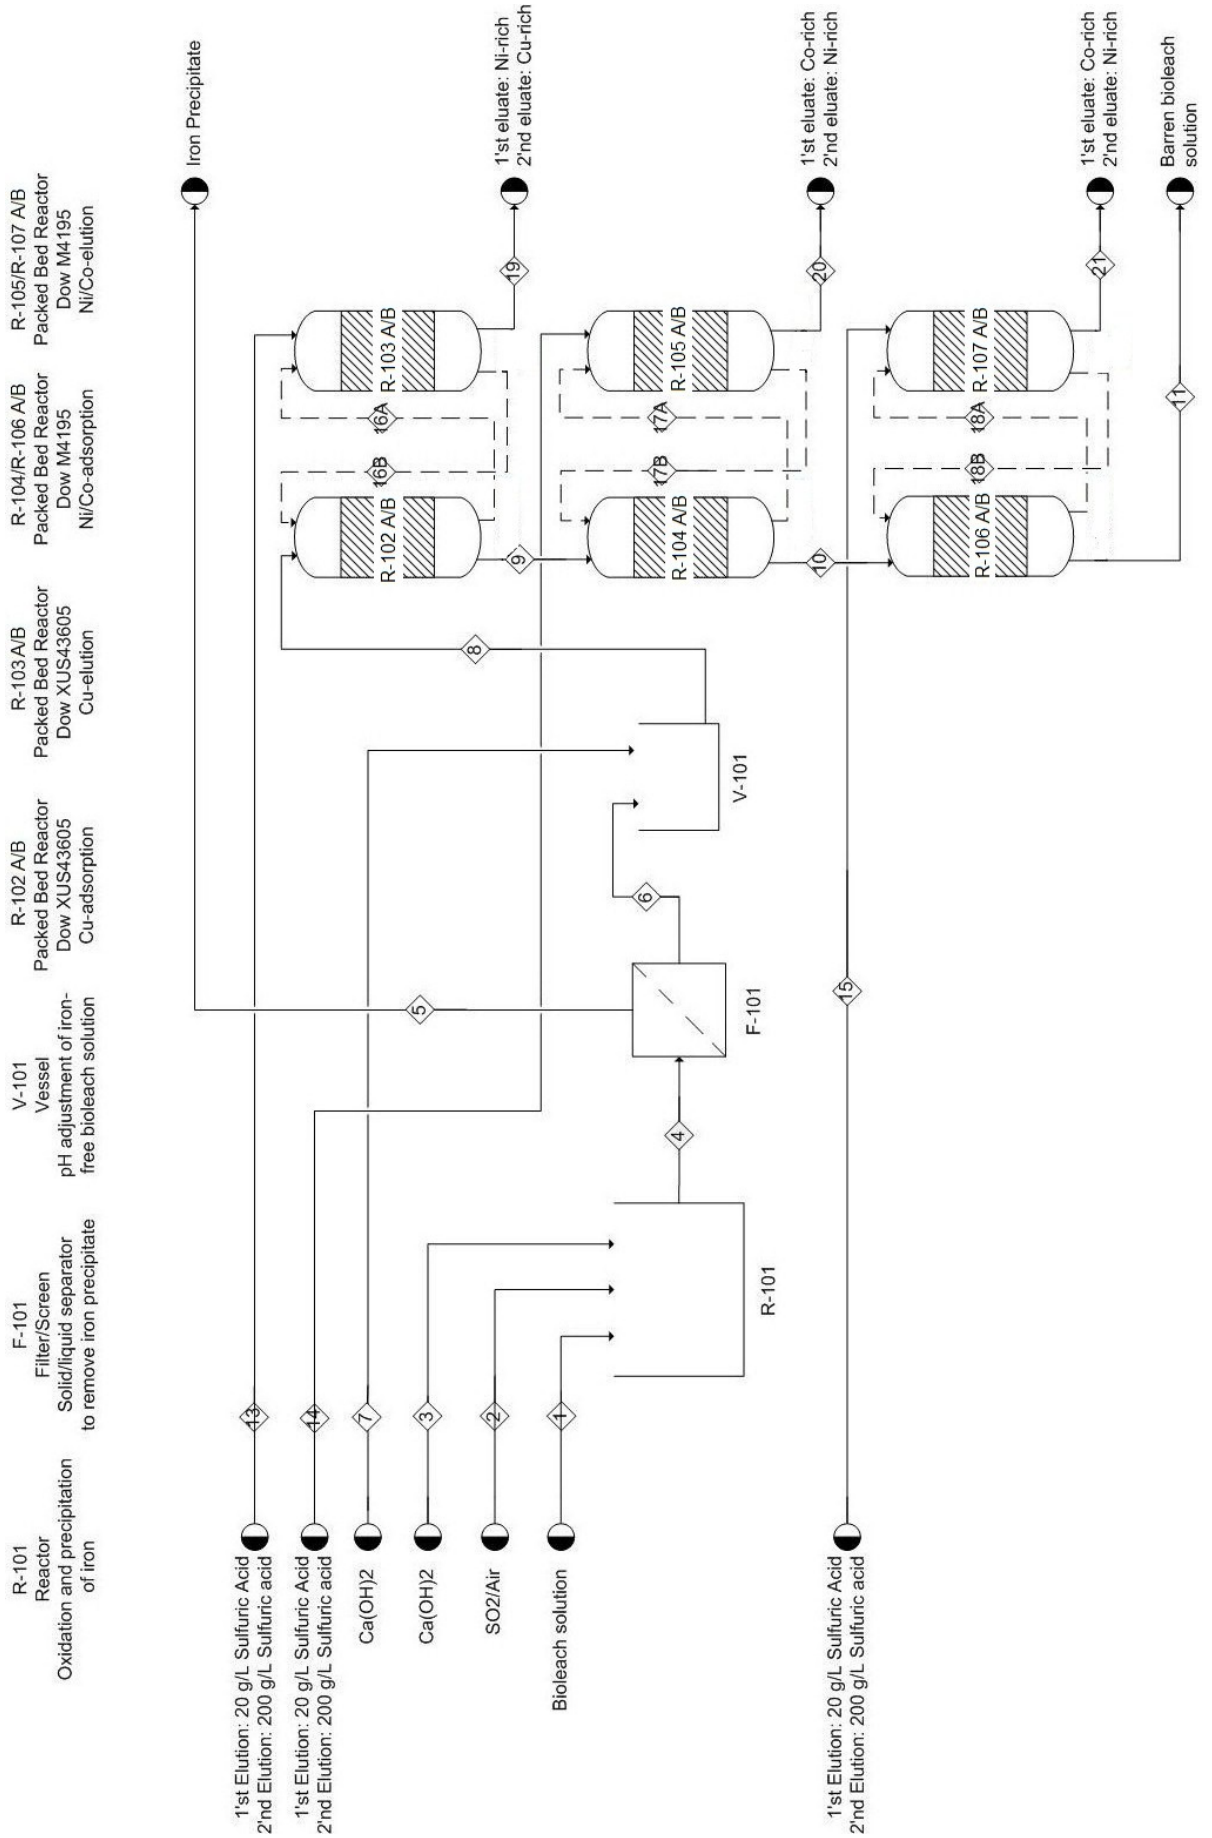 R-101
Reactor
Oxidation and precipitation
of iron
F-101
Filter/Screen
Solid/liquid separator
to remove iron precipitate
V-101
Vessel
pH adjustment of iron-
free bioleach solution
R-102 A/B
Packed Bed Reactor
Dow XUS43605
Cu-adsorption
R-103A/B
Packed Bed Reactor
Dow XUS43605
Cu-elution
R-104/R-106 A/B
Packed Bed Reactor
Dow M4195
Ni/Co-adsorption
R-105/R-107 A/B
Packed Bed Reactor
Dow M4195
Ni/Co-elution
Iron Precipitate
1'st Elution: 20 g/L Sulfuric Acid
2'nd Elution: 200 g/L Sulfuric acid
13
1'st Elution: 20 g/L Sulfuric Acid
2'nd Elution: 200 g/L Sulfuric acid
14
Ca(OH)2
7
Ca(OH)2
3
SO2/Air
2
Bioleach solution
1
R-101
4
5
F-101
6
V-101
8
R-102 A/B
16B
16A
R-103 A/B
19
1'st eluate: Ni-rich
2'nd eluate: Cu-rich
9
R-104 A/B
17B
17A
R-105 A/B
20
1'st eluate: Co-rich
2'nd eluate: Ni-rich
10
1'st Elution: 20 g/L Sulfuric Acid
2'nd Elution: 200 g/L Sulfuric acid
15
R-106 A/B
18B
18A
R-107 A/B
21
1'st eluate: Co-rich
2'nd eluate: Ni-rich
11
Barren bioleach
solution